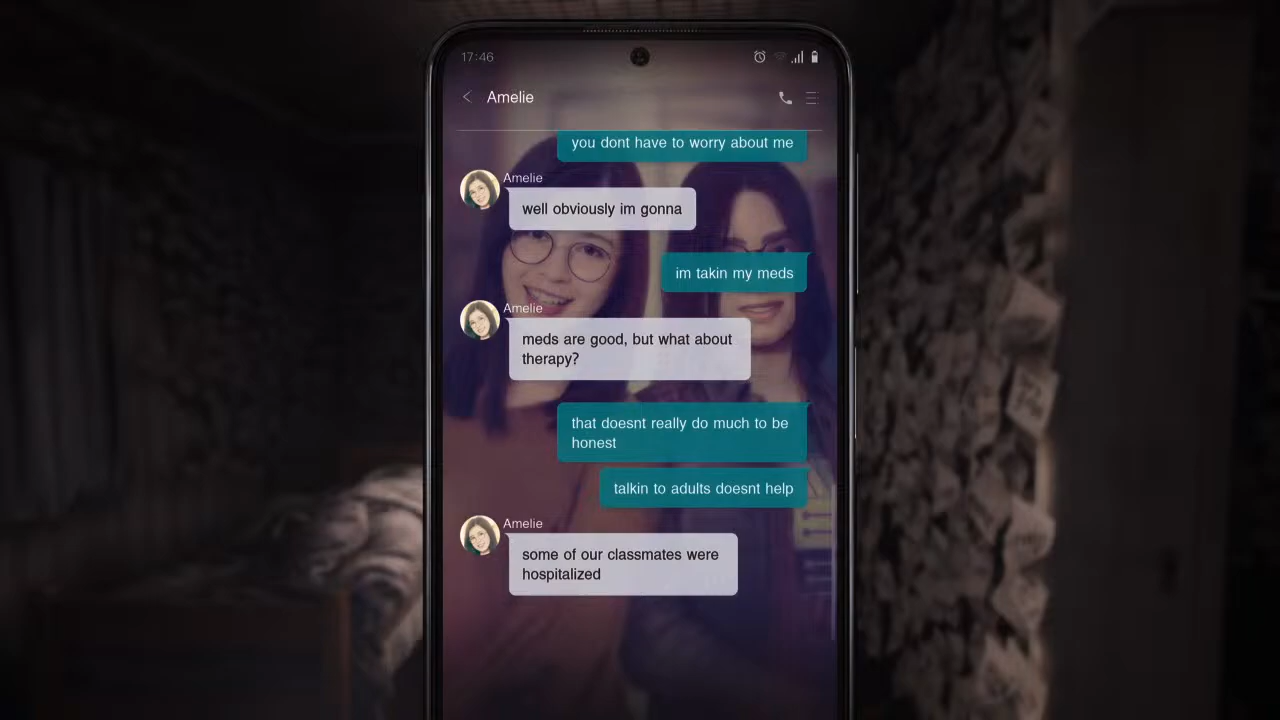 17:46
Amelie
you dont have to worry about me
Amelie
well obviously im gonna
im takin my meds
Amelie
meds are good, but what about
therapy?
that doesnt really do much to be
honest
talkin to adults doesnt help
Amelie
some of our classmates were
hospitalized